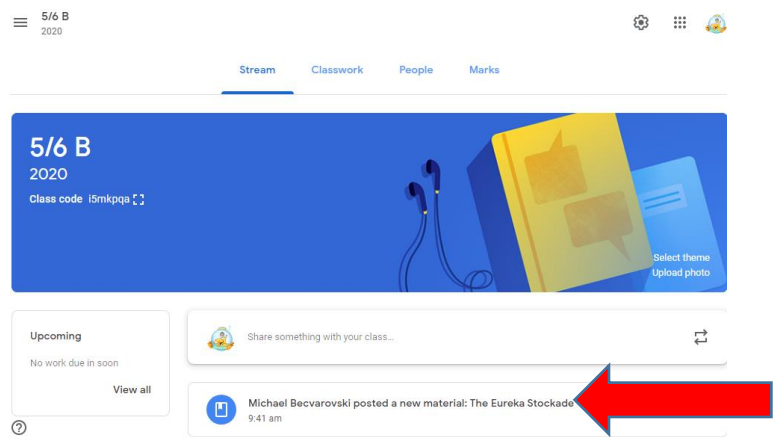 5/6 B
2020
Stream Classwork People Marks
5/6 B
2020
Class code i5mkpqa
Select theme
Upload photo
Upcoming
No work due in soon
View all
Share something with your class...
Michael Becvarovski posted a new material: The Eureka Stockade
9:41 am